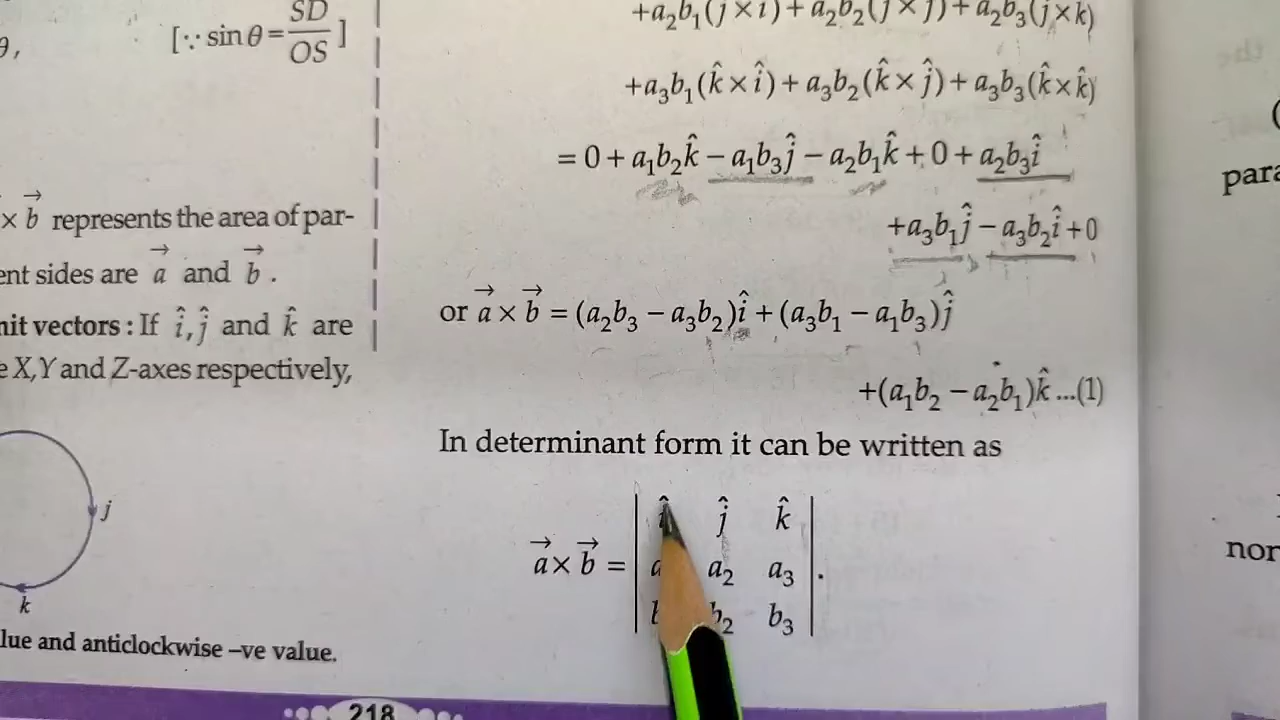 θ,
[∵ sin θ = SD/OS ]
× b⃗ represents the area of par-
ent sides are a⃗ and b⃗ .
nit vectors : If î, ĵ and k̂ are
e X,Y and Z-axes respectively,
j
k
lue and anticlockwise –ve value.
218
+a₂b₁(ĵ × î) + a₂b₂(ĵ × ĵ) + a₂b₃(ĵ × k̂)
+a₃b₁(k̂ × î) + a₃b₂(k̂ × ĵ) + a₃b₃(k̂ × k̂)
= 0 + a₁b₂k̂ – a₁b₃ĵ – a₂b₁k̂ + 0 + a₂b₃î
+a₃b₁ĵ – a₃b₂î + 0
or a⃗ × b⃗ = (a₂b₃ – a₃b₂)î + (a₃b₁ – a₁b₃)ĵ
+(a₁b₂ – a₂b₁)k̂ ...(1)
In determinant form it can be written as
î ĵ k̂
a⃗ × b⃗ = | a₂ a₃ | .
b₂ b₃
para
nor